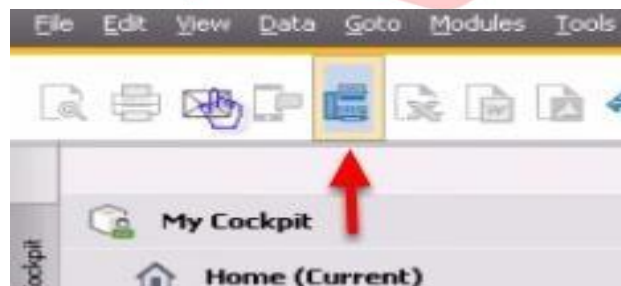 File Edit View Data Goto Modules Tools
My Cockpit
Home (Current)
ockpit